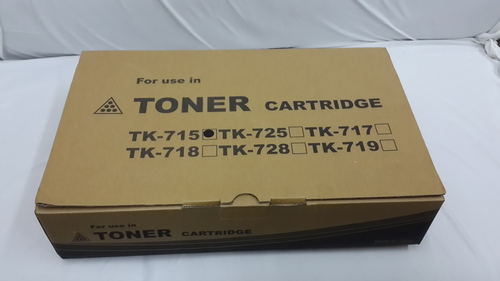 For use in
TONER CARTRIDGE
TK-715 TK-725 TK-717
TK-718 TK-728 TK-719
For use in
TONER CARTRIDGE